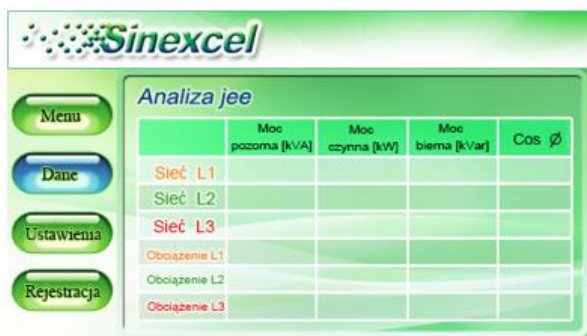 Sinexcel
Analiza jee
Menu
Dane
Ustawienia
Rejestracja
Moc
pozorna [kVA]
Moc
czynna [kW]
Moc
bierna [kVar]
Cos Ø
Sieć L1
Sieć L2
Sieć L3
Obciążenie L1
Obciążenie L2
Obciążenie L3